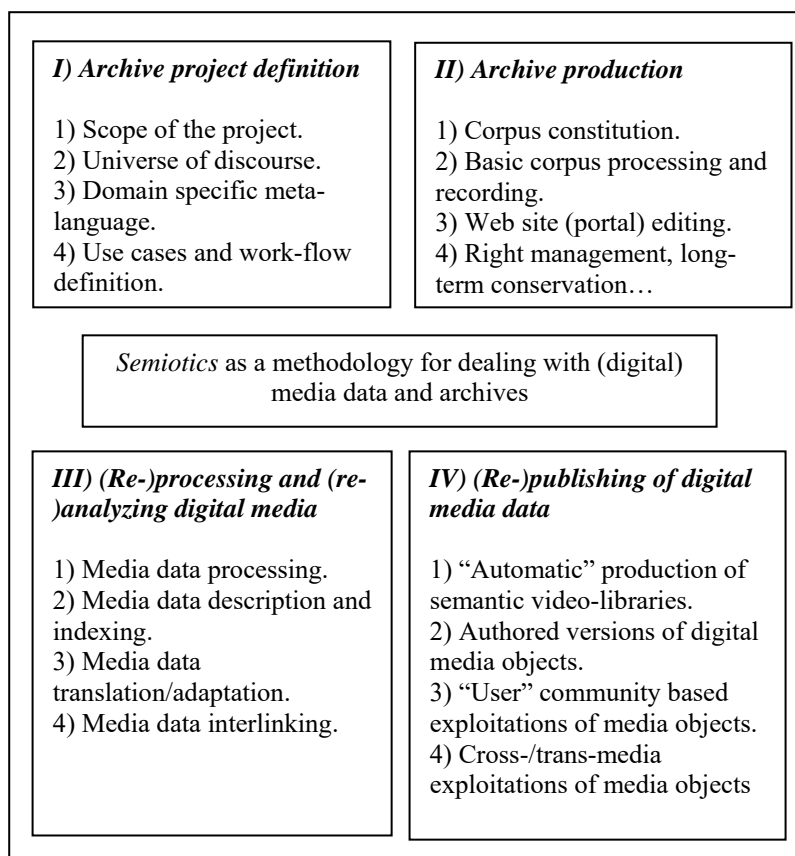 I) Archive project definition
1) Scope of the project.
2) Universe of discourse.
3) Domain specific meta-
language.
4) Use cases and work-flow
definition.
II) Archive production
1) Corpus constitution.
2) Basic corpus processing and
recording.
3) Web site (portal) editing.
4) Right management, long-
term conservation…
Semiotics as a methodology for dealing with (digital)
media data and archives
III) (Re-)processing and (re-
)analyzing digital media
1) Media data processing.
2) Media data description and
indexing.
3) Media data
translation/adaptation.
4) Media data interlinking.
IV) (Re-)publishing of digital
media data
1) “Automatic” production of
semantic video-libraries.
2) Authored versions of digital
media objects.
3) “User” community based
exploitations of media objects.
4) Cross-/trans-media
exploitations of media objects